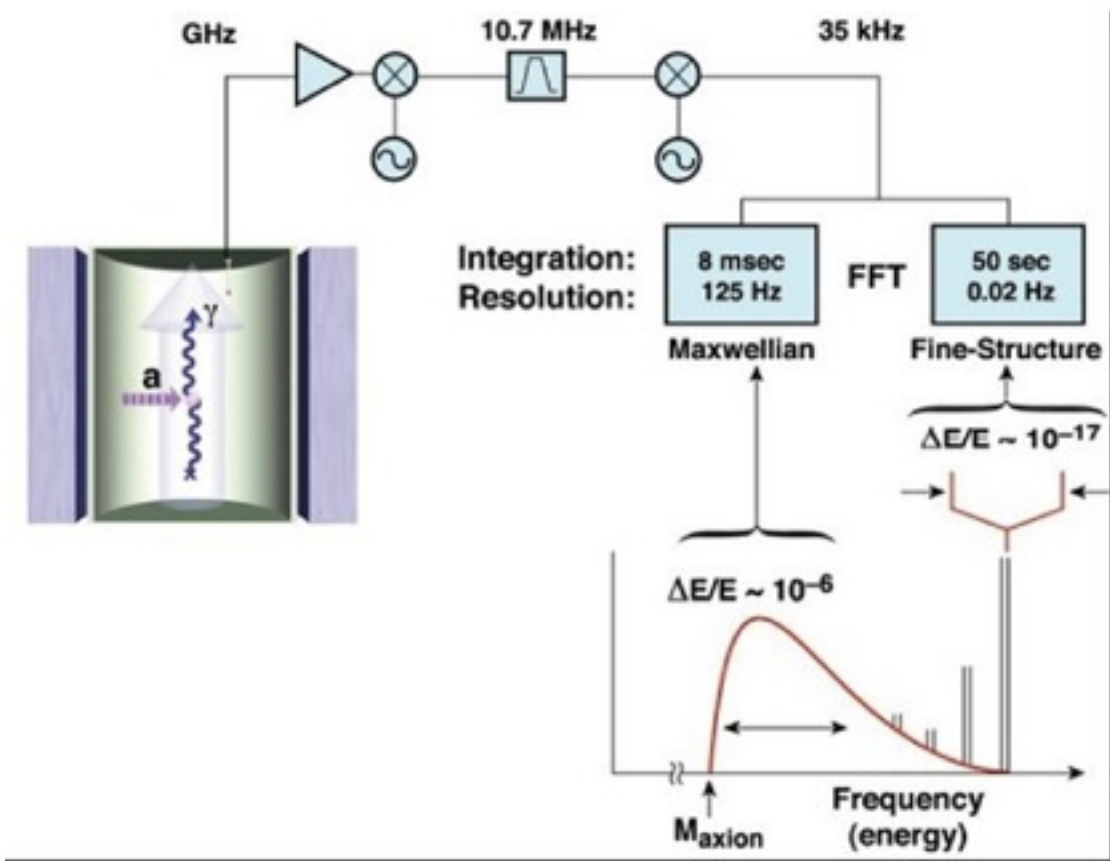 GHz
10.7 MHz
35 kHz
Integration:
Resolution:
8 msec
125 Hz
FFT
50 sec
0.02 Hz
Maxwellian
Fine-Structure
γ
a
ΔE/E ~ 10⁻¹⁷
ΔE/E ~ 10⁻⁶
Maxion
Frequency
(energy)